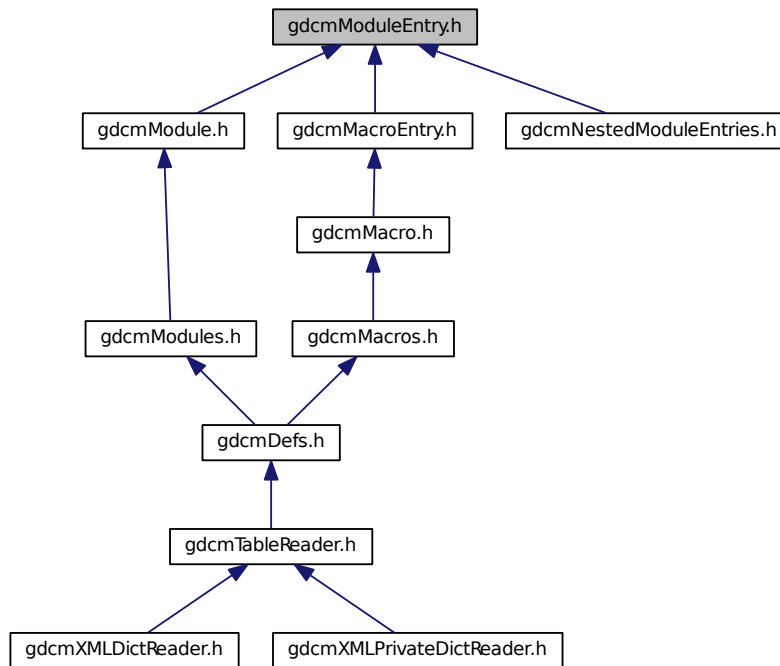 gdcmModuleEntry.h
gdcmModule.h
gdcmMacroEntry.h
gdcmNestedModuleEntries.h
gdcmMacro.h
gdcmModules.h
gdcmMacros.h
gdcmDefs.h
gdcmTableReader.h
gdcmXMLDictReader.h
gdcmXMLPrivateDictReader.h